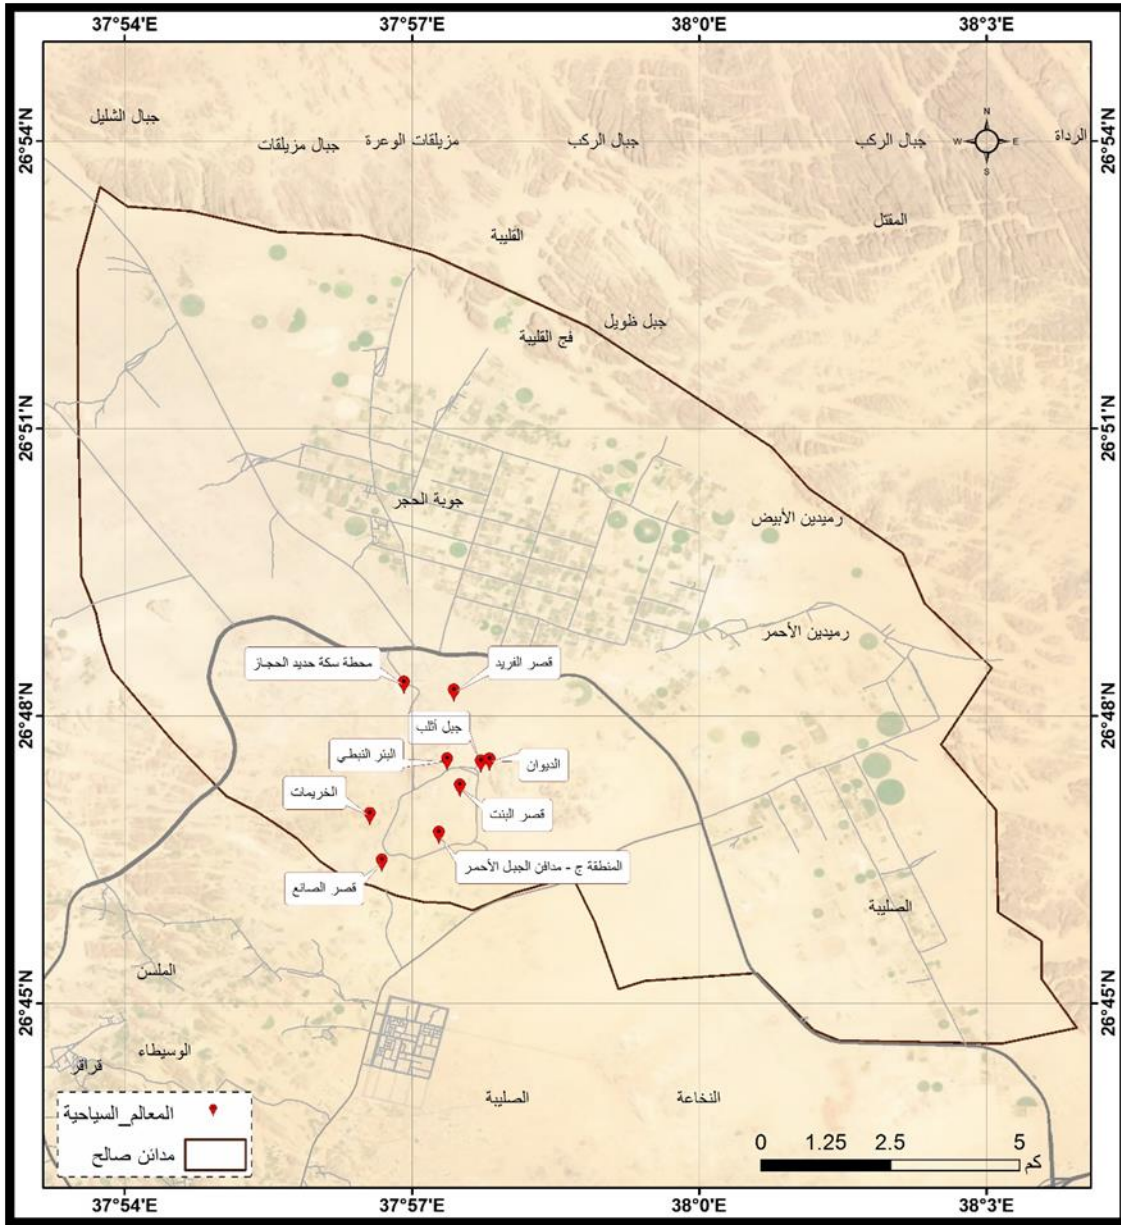 37°54'E 37°57'E 38°0'E 38°3'E
جبال الشليل
26°54'N
جبال مزيلقات
مزيلقات الوعرة
جبال الركب
جبال الركب
N
W E
S
الرداة
26°54'N
المقتل
القليبة
جبل ظويل
فج القليبة
26°51'N
26°51'N
جوبة الحجر
رميدين الأبيض
رميدين الأحمر
محطة سكة حديد الحجاز
قصر الفريد
26°48'N
26°48'N
جبل أثلب
البئر النبطي
الديوان
الخريمات
قصر البنت
المنطقة ج - مدافن الجبل الأحمر
قصر الصانع
الصليبة
الملسن
26°45'N
26°45'N
الوسيطاء
قراقر
الصليبة
النخاعة
المعالم_السياحية
مدائن صالح
0 1.25 2.5 5
كم
37°54'E 37°57'E 38°0'E 38°3'E